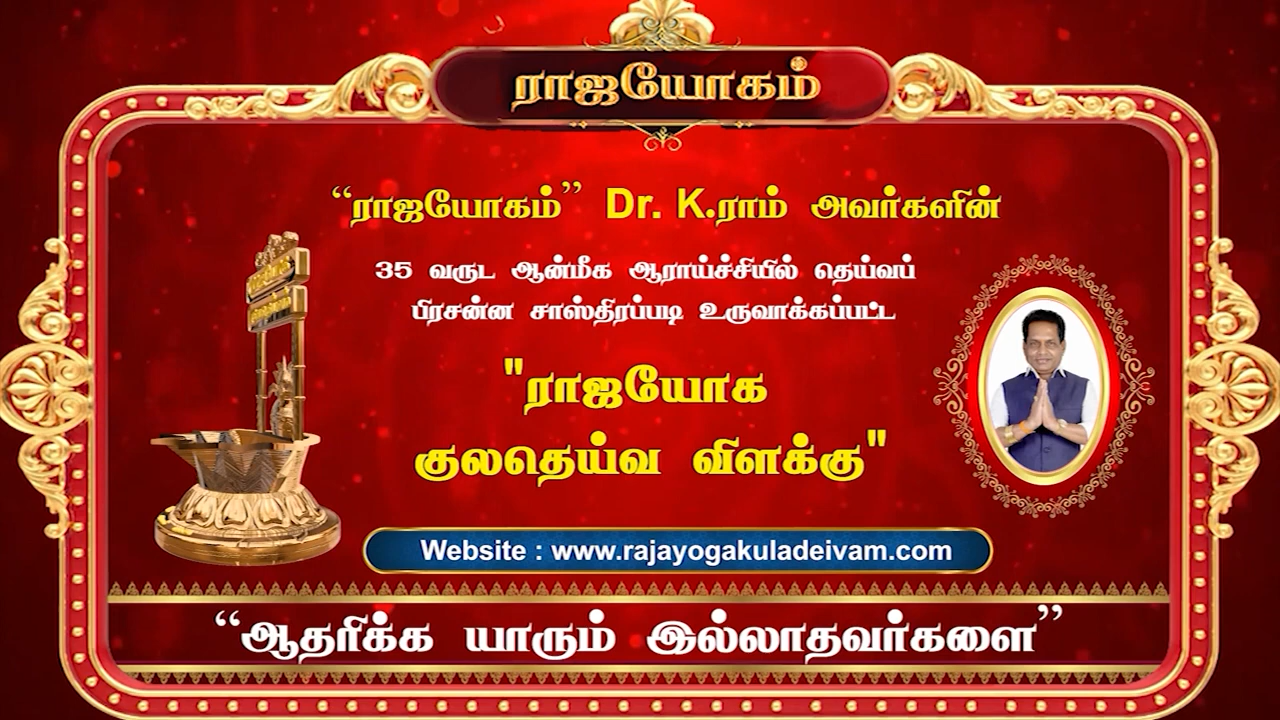 ராஜயோகம்
“ராஜயோகம்” Dr. K.ராம் அவர்களின்
35 வருட ஆன்மீக ஆராய்ச்சியில் தெய்வப்
பிரசன்ன சாஸ்திரப்படி உருவாக்கப்பட்ட
"ராஜயோக
குலதெய்வ விளக்கு"
Website : www.rajayogakuladeivam.com
“ஆதரிக்க யாரும் இல்லாதவர்களை”